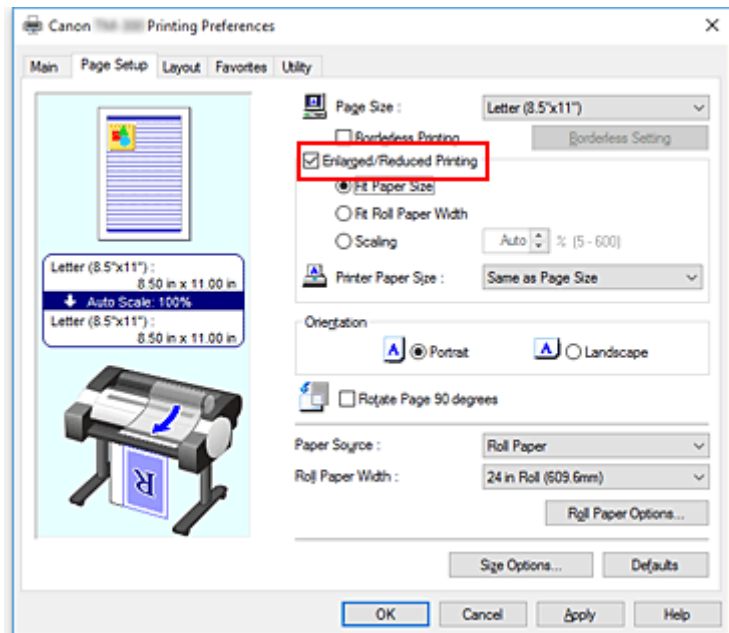 Canon Printing Preferences
Main Page Setup Layout Favorites Utility
Page Size : Letter (8.5"x11")
Borderless Printing Borderless Setting
Enlarged/Reduced Printing
Fit Paper Size
Fit Roll Paper Width
Scaling Auto % (5 - 600)
Printer Paper Size : Same as Page Size
Letter (8.5"x11") :
8.50 in x 11.00 in
Auto Scale: 100%
Letter (8.5"x11") :
8.50 in x 11.00 in
Orientation
A Portrait A Landscape
Rotate Page 90 degrees
Paper Source : Roll Paper
Roll Paper Width : 24 in Roll (609.6mm)
Roll Paper Options...
R
Size Options... Defaults
OK Cancel Apply Help